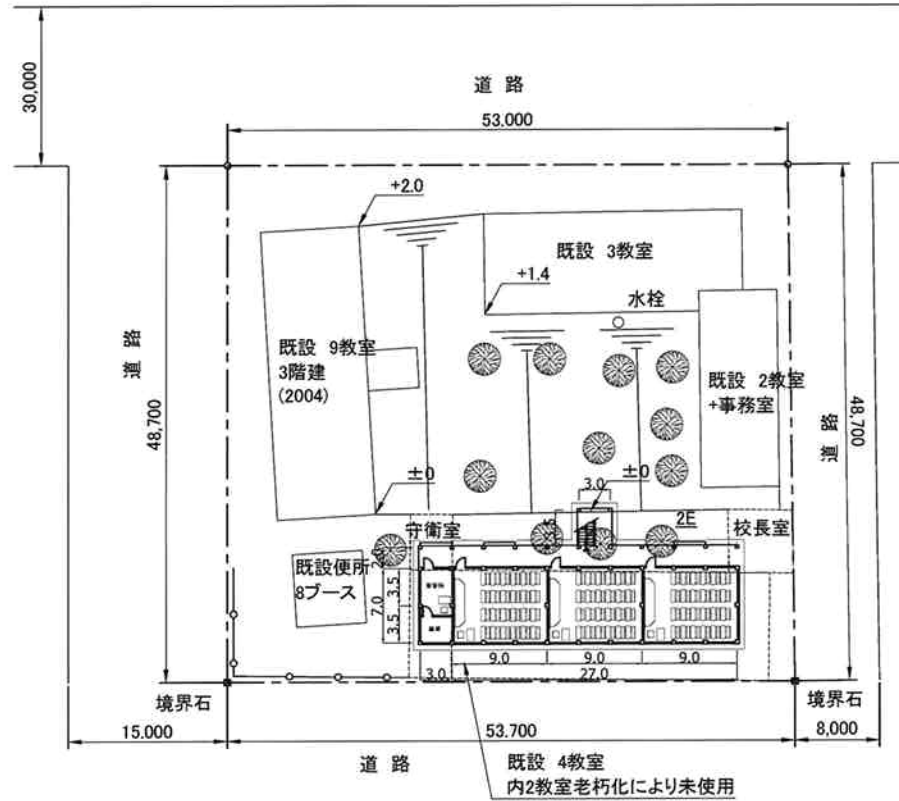 30,000
道 路
53.000
+2.0
既設 3教室
+1.4
水栓
道 路
既設 9教室
3階建
(2004)
既設 2教室
+事務室
48,700
48,700
道 路
±0
±0
3.0
守衛室
2E
校長室
既設便所
8ブース
7.0
3.5
3.5
9.0
9.0
9.0
3.0
27.0
境界石
境界石
15.000
53.700
8,000
道 路
既設 4教室
内2教室老朽化により未使用